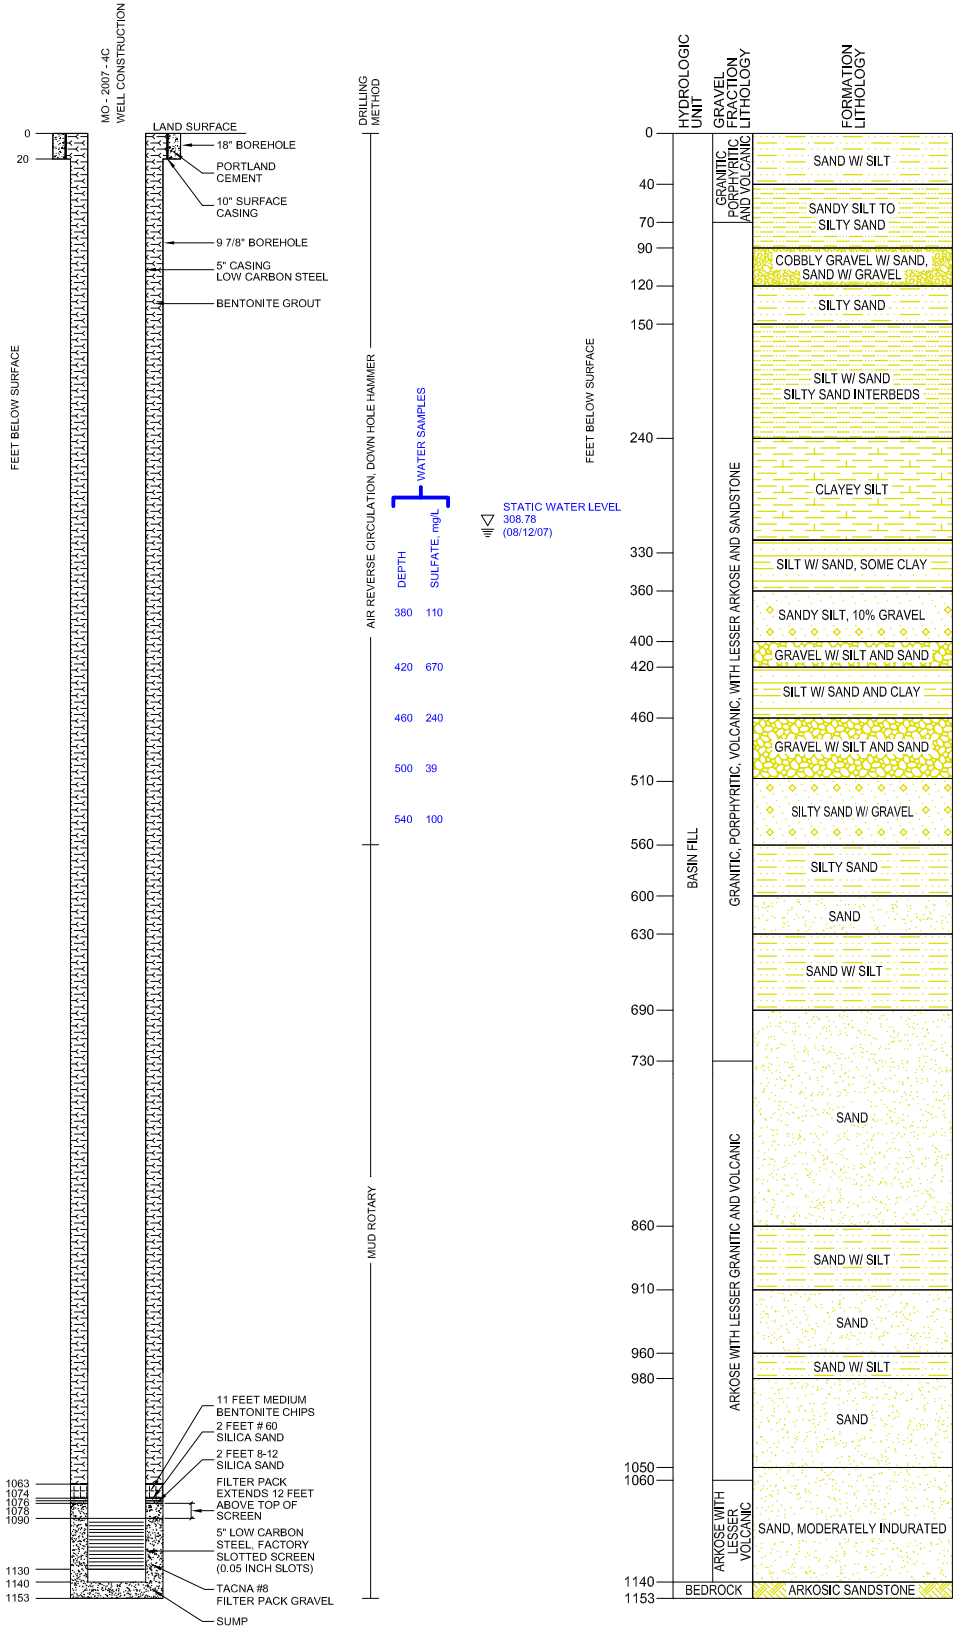 MO - 2007 - 4C
WELL CONSTRUCTION
DRILLING
METHOD
HYDROLOGIC
UNIT
GRAVEL
FRACTION
LITHOLOGY
FORMATION
LITHOLOGY
FEET BELOW SURFACE
0
20
1063
1074
1076
1078
1090
1130
1140
1153
LAND SURFACE
18" BOREHOLE
PORTLAND
CEMENT
10" SURFACE
CASING
9 7/8" BOREHOLE
5" CASING
LOW CARBON STEEL
BENTONITE GROUT
11 FEET MEDIUM
BENTONITE CHIPS
2 FEET # 60
SILICA SAND
2 FEET 8-12
SILICA SAND
FILTER PACK
EXTENDS 12 FEET
ABOVE TOP OF
SCREEN
5" LOW CARBON
STEEL, FACTORY
SLOTTED SCREEN
(0.05 INCH SLOTS)
TACNA #8
FILTER PACK GRAVEL
SUMP
AIR REVERSE CIRCULATION, DOWN HOLE HAMMER
MUD ROTARY
WATER SAMPLES
DEPTH
SULFATE, mg/L
380 110
420 670
460 240
500 39
540 100
STATIC WATER LEVEL
308.78
(08/12/07)
FEET BELOW SURFACE
0
40
70
90
120
150
240
330
360
400
420
460
510
560
600
630
690
730
860
910
960
980
1050
1060
1140
1153
BASIN FILL
BEDROCK
GRANITIC
PORPHYRITIC
AND VOLCANIC
GRANITIC, PORPHYRITIC, VOLCANIC, WITH LESSER ARKOSE AND SANDSTONE
ARKOSE WITH LESSER GRANITIC AND VOLCANIC
ARKOSE WITH
LESSER
VOLCANIC
SAND W/ SILT
SANDY SILT TO
SILTY SAND
COBBLY GRAVEL W/ SAND,
SAND W/ GRAVEL
SILTY SAND
SILT W/ SAND
SILTY SAND INTERBEDS
CLAYEY SILT
SILT W/ SAND, SOME CLAY
SANDY SILT, 10% GRAVEL
GRAVEL W/ SILT AND SAND
SILT W/ SAND AND CLAY
GRAVEL W/ SILT AND SAND
SILTY SAND W/ GRAVEL
SILTY SAND
SAND
SAND W/ SILT
SAND
SAND W/ SILT
SAND
SAND W/ SILT
SAND
SAND, MODERATELY INDURATED
ARKOSIC SANDSTONE